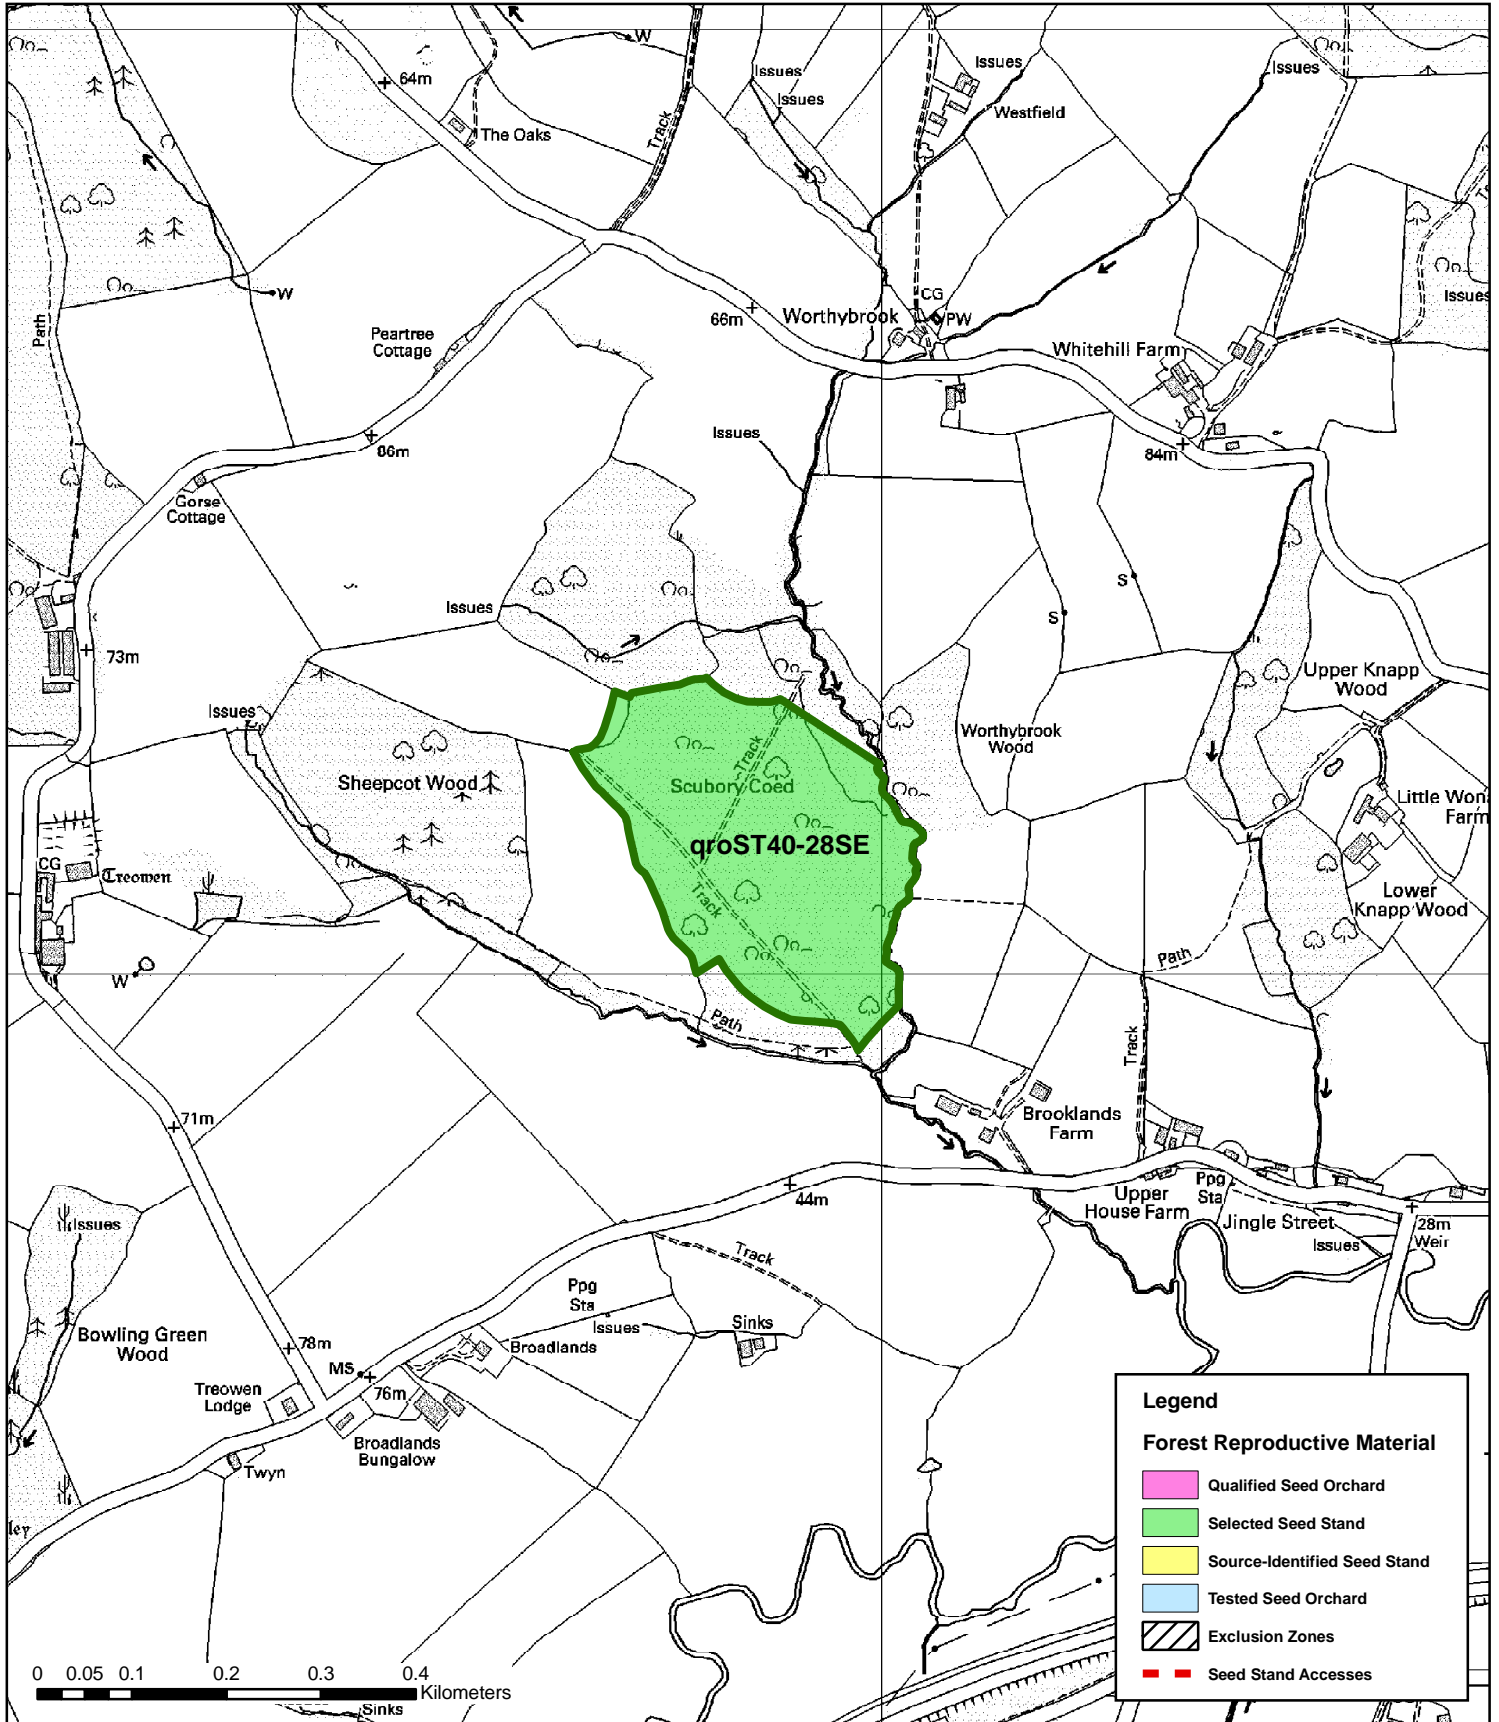 W
64m
The Oaks
Track
Issues
Issues
Issues
Westfield
Issues
Path
W
Peartree
Cottage
66m
Worthybrook
CG
PW
Whitehill Farm
Issues
86m
Issues
84m
Gorse
Cottage
S
S
Issues
73m
Upper Knapp
Wood
Issues
Worthybrook
Wood
Sheepcot Wood
Track
Scubory Coed
Little Won
Farm
qroST40-28SE
CG
Treowen
Track
Lower
Knapp Wood
W
Path
Path
Track
71m
Brooklands
Farm
44m
Upper
House Farm
Ppg
Sta
Jingle Street
28m
Weir
Issues
Issues
Track
Ppg
Sta
Issues
Sinks
Bowling Green
Wood
78m
Broadlands
MS
76m
Treowen
Lodge
Broadlands
Bungalow
Twyn
ley
Legend
Forest Reproductive Material
Qualified Seed Orchard
Selected Seed Stand
Source-Identified Seed Stand
Tested Seed Orchard
Exclusion Zones
Seed Stand Accesses
0 0.05 0.1 0.2 0.3 0.4
Kilometers
Sinks